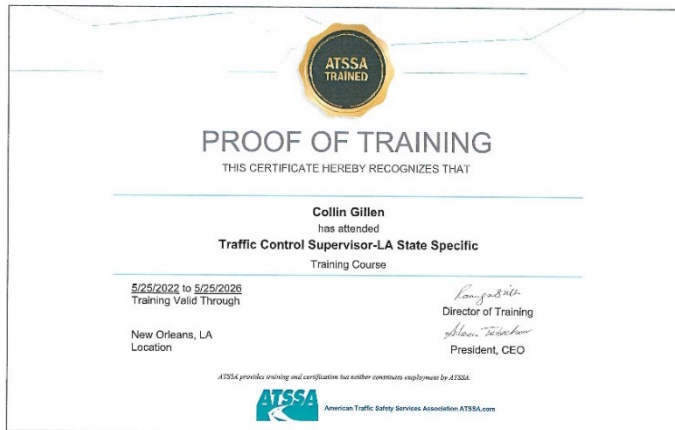 ATSSA
TRAINED
PROOF OF TRAINING
THIS CERTIFICATE HEREBY RECOGNIZES THAT
Collin Gillen
has attended
Traffic Control Supervisor-LA State Specific
Training Course
5/25/2022 to 5/25/2026
Training Valid Through
Director of Training
New Orleans, LA
Location
President, CEO
ATSSA provides training and certification but neither constitutes employment by ATSSA.
ATSSA American Traffic Safety Services Association ATSSA.com